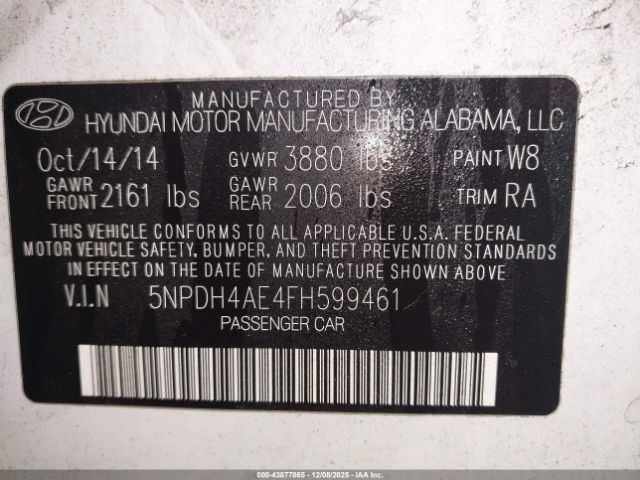 MANUFACTURED BY
HYUNDAI MOTOR MANUFACTURING ALABAMA, LLC
Oct/14/14 GVWR 3880 lbs PAINT W8
GAWR FRONT 2161 lbs GAWR REAR 2006 lbs TRIM RA
THIS VEHICLE CONFORMS TO ALL APPLICABLE U.S.A. FEDERAL
MOTOR VEHICLE SAFETY, BUMPER, AND THEFT PREVENTION STANDARDS
IN EFFECT ON THE DATE OF MANUFACTURE SHOWN ABOVE.
V.I.N 5NPDH4AE4FH599461
PASSENGER CAR
000-43877865 - 12/08/2025 - IAA Inc.